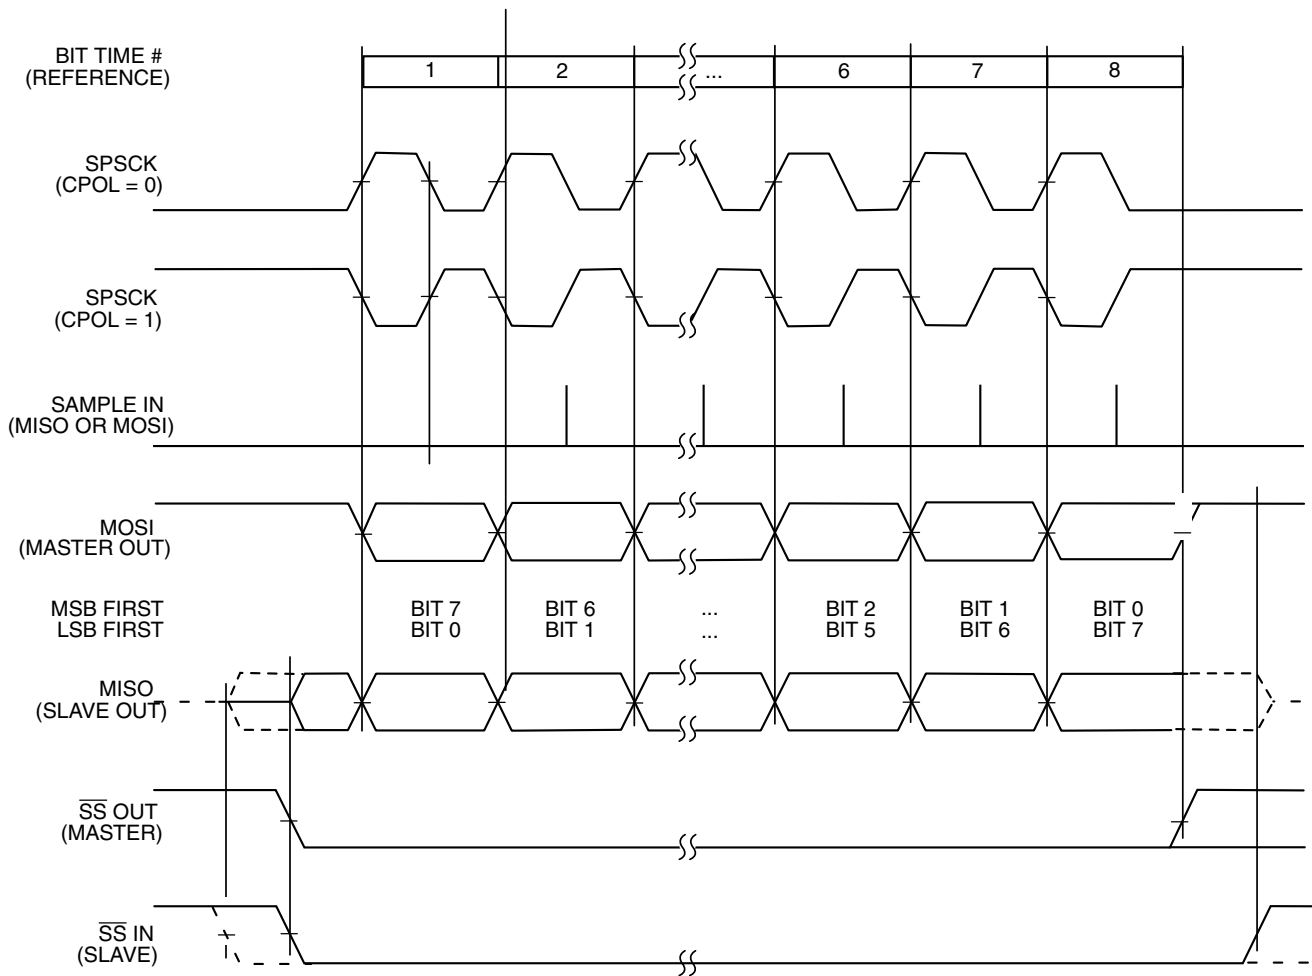 BIT TIME #
(REFERENCE)
1 2 ... 6 7 8
SPSCK
(CPOL = 0)
SPSCK
(CPOL = 1)
SAMPLE IN
(MISO OR MOSI)
MOSI
(MASTER OUT)
MSB FIRST BIT 7 BIT 6 ... BIT 2 BIT 1 BIT 0
LSB FIRST BIT 0 BIT 1 ... BIT 5 BIT 6 BIT 7
MISO
(SLAVE OUT)
S̅S̅ OUT
(MASTER)
S̅S̅ IN
(SLAVE)